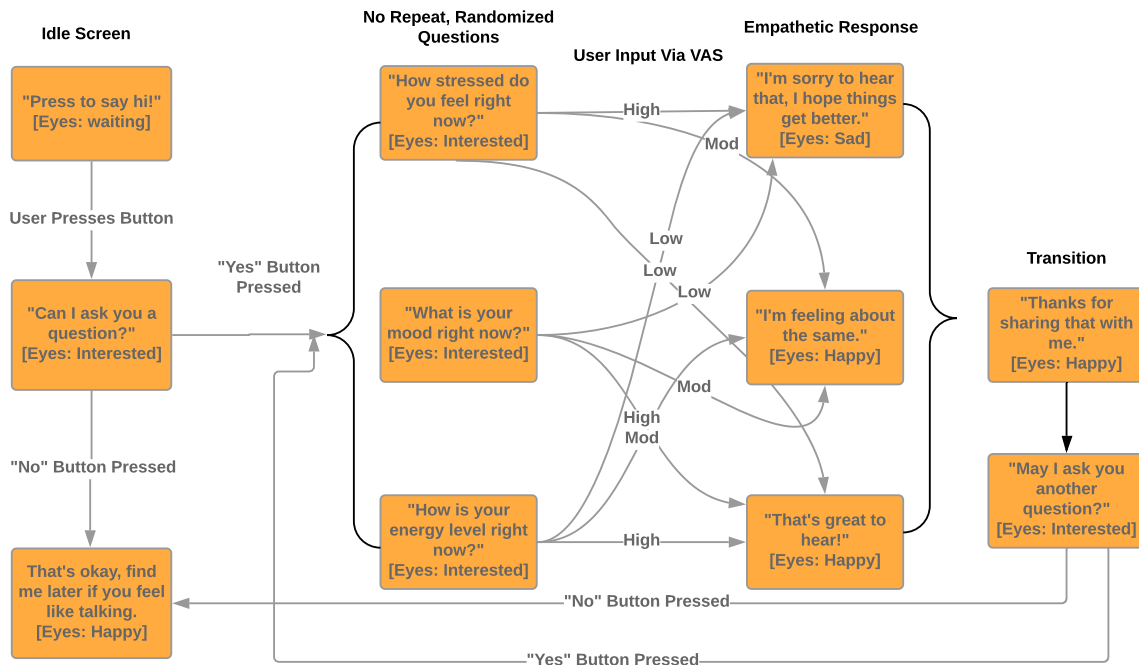 Idle Screen
"Press to say hi!"
[Eyes: waiting]
User Presses Button
"Can I ask you a
question?"
[Eyes: Interested]
"No" Button Pressed
That's okay, find
me later if you feel
like talking.
[Eyes: Happy]
"Yes" Button
Pressed
No Repeat, Randomized
Questions
"How stressed do
you feel right
now?"
[Eyes: Interested]
"What is your
mood right now?"
[Eyes: Interested]
"How is your
energy level right
now?"
[Eyes: Interested]
User Input Via VAS
High
Mod
Low
Low
Low
Mod
High
Mod
High
Empathetic Response
"I'm sorry to hear
that, I hope things
get better."
[Eyes: Sad]
"I'm feeling about
the same."
[Eyes: Happy]
"That's great to
hear!"
[Eyes: Happy]
Transition
"Thanks for
sharing that with
me."
[Eyes: Happy]
"May I ask you
another
question?"
[Eyes: Interested]
"No" Button Pressed
"Yes" Button Pressed